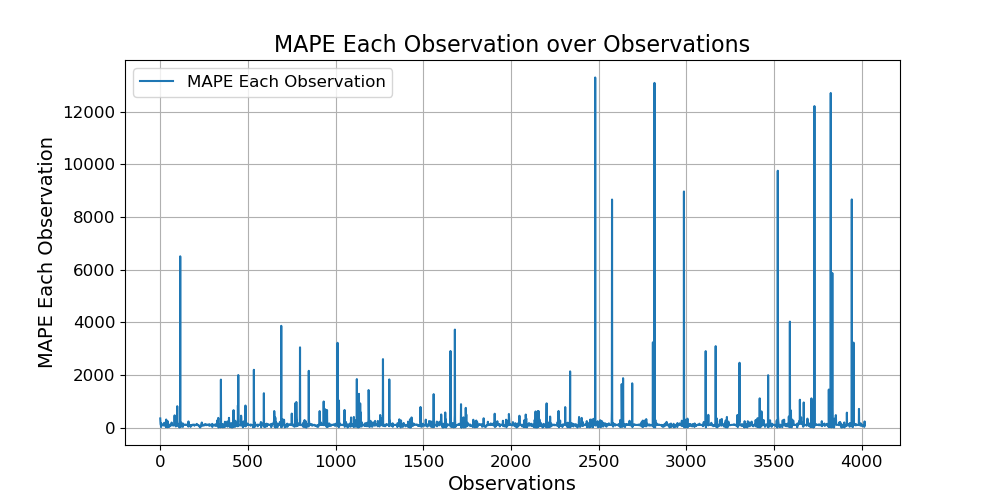 MAPE Each Observation over Observations
MAPE Each Observation
MAPE Each Observation
12000
10000
8000
6000
4000
2000
0
0 500 1000 1500 2000 2500 3000 3500 4000
Observations